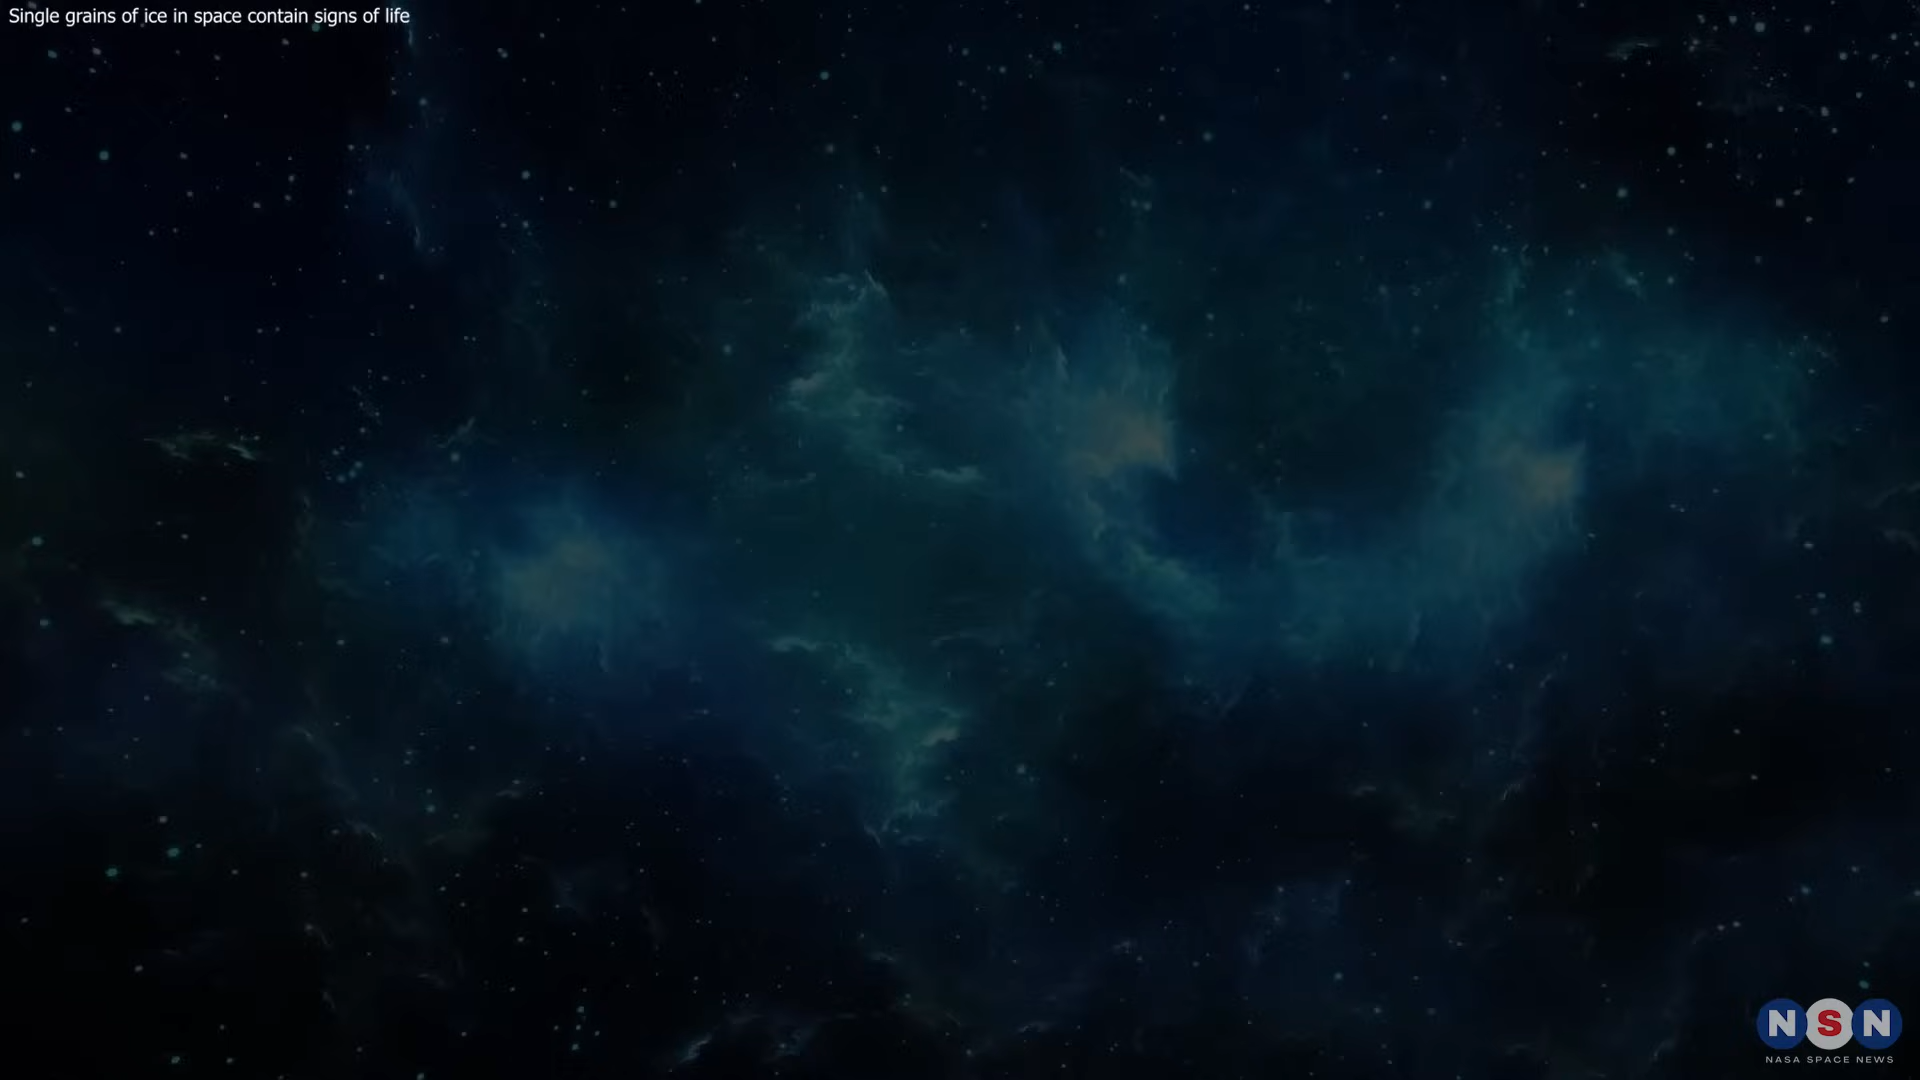 Single grains of ice in space contain signs of life
NSN
NASA SPACE NEWS